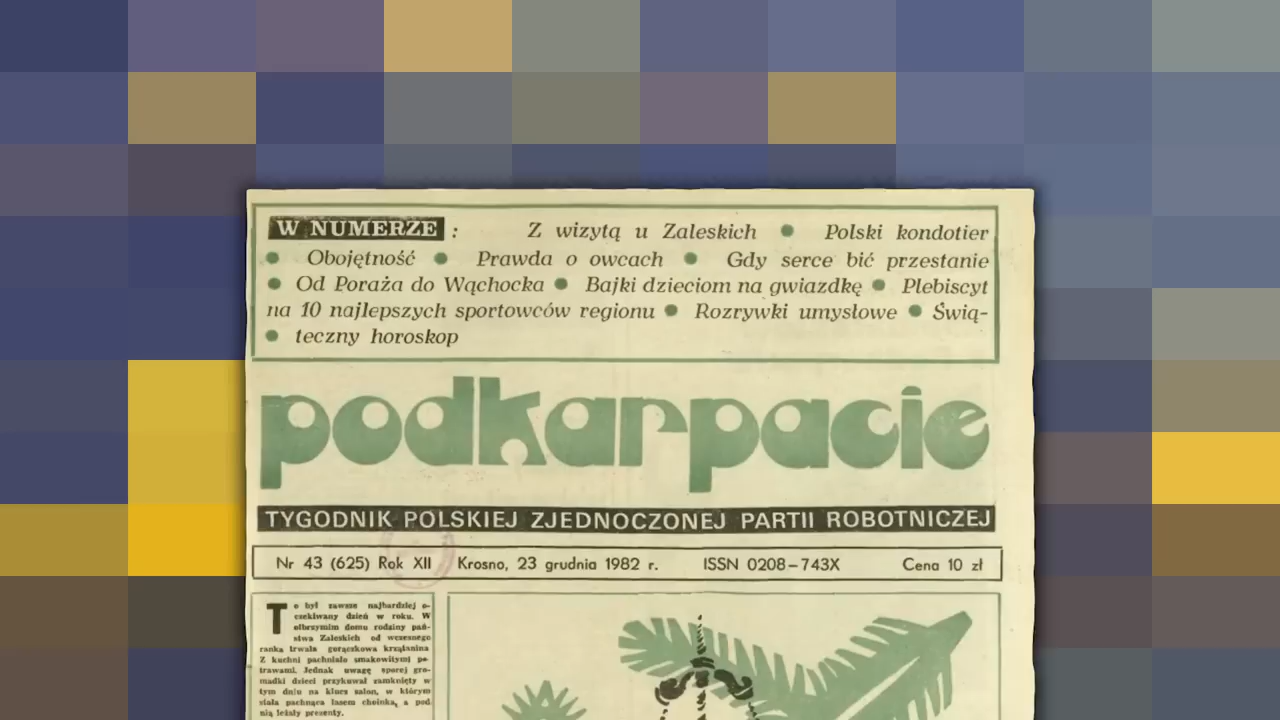 W NUMERZE : Z wizytą u Zaleskich ● Polski kondotier
● Obojętność ● Prawda o owcach ● Gdy serce bić przestanie
● Od Poraża do Wąchocka ● Bajki dzieciom na gwiazdkę ● Plebiscyt
na 10 najlepszych sportowców regionu ● Rozrywki umysłowe ● Świą-
● teczny horoskop
podkarpacie
TYGODNIK POLSKIEJ ZJEDNOCZONEJ PARTII ROBOTNICZEJ
Nr 43 (625) Rok XII Krosno, 23 grudnia 1982 r. ISSN 0208–743X Cena 10 zł
To był zawsze najbardziej o-
czekiwany dzień w roku. W
olbrzymim domu rodziny pań-
stwa Zaleskich od wczesnego
ranka trwała gorączkowa krzątanina
Z kuchni pachniało smakowitymi po-
trawami. Jednak uwagę sporej gro-
madki dzieci przykuwał zamknięty w
tym dniu na klucz salon, w którym
stała pachnąca lasem choinka, a pod
nią leżały prezenty.